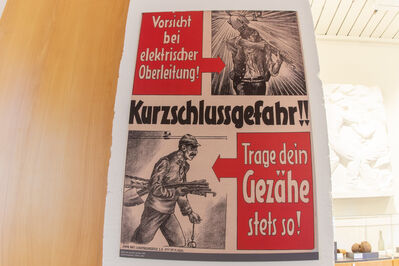 Vorsicht
bei
elektrischer
Oberleitung!
Kurzschlussgefahr!!
Trage dein
Gezähe
stets so!